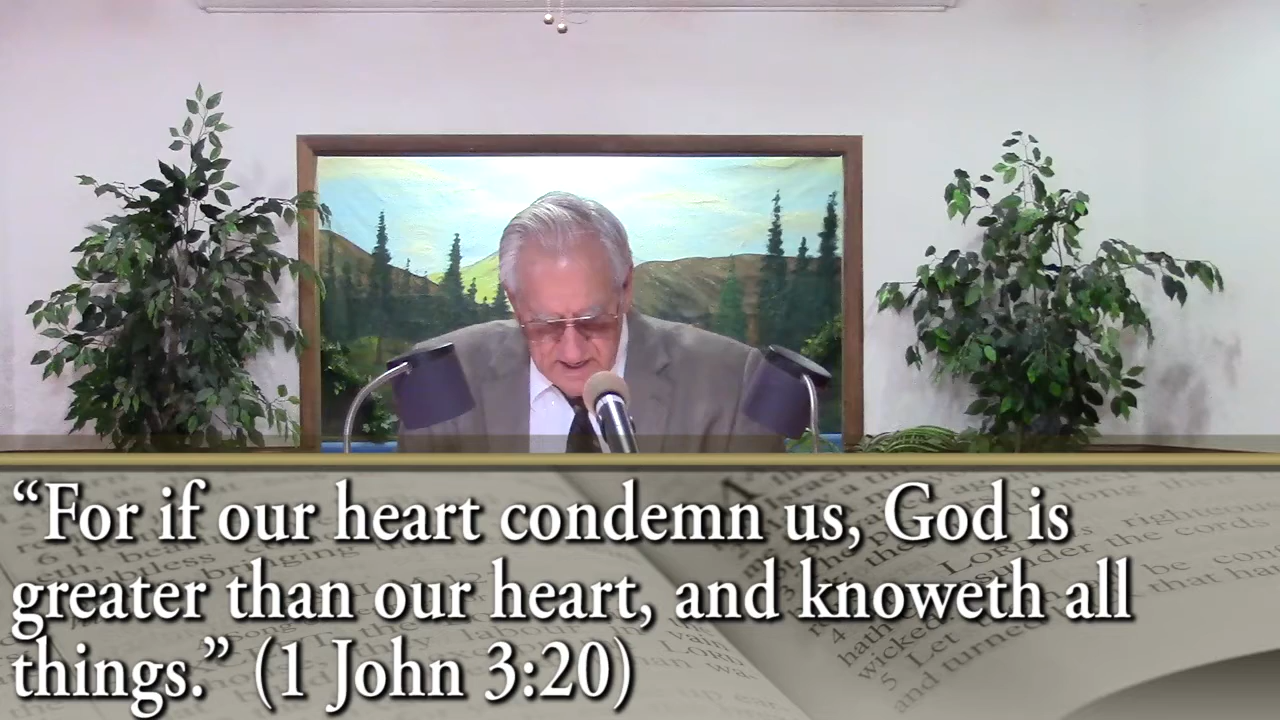 “For if our heart condemn us, God is
greater than our heart, and knoweth all
things.” (1 John 3:20)